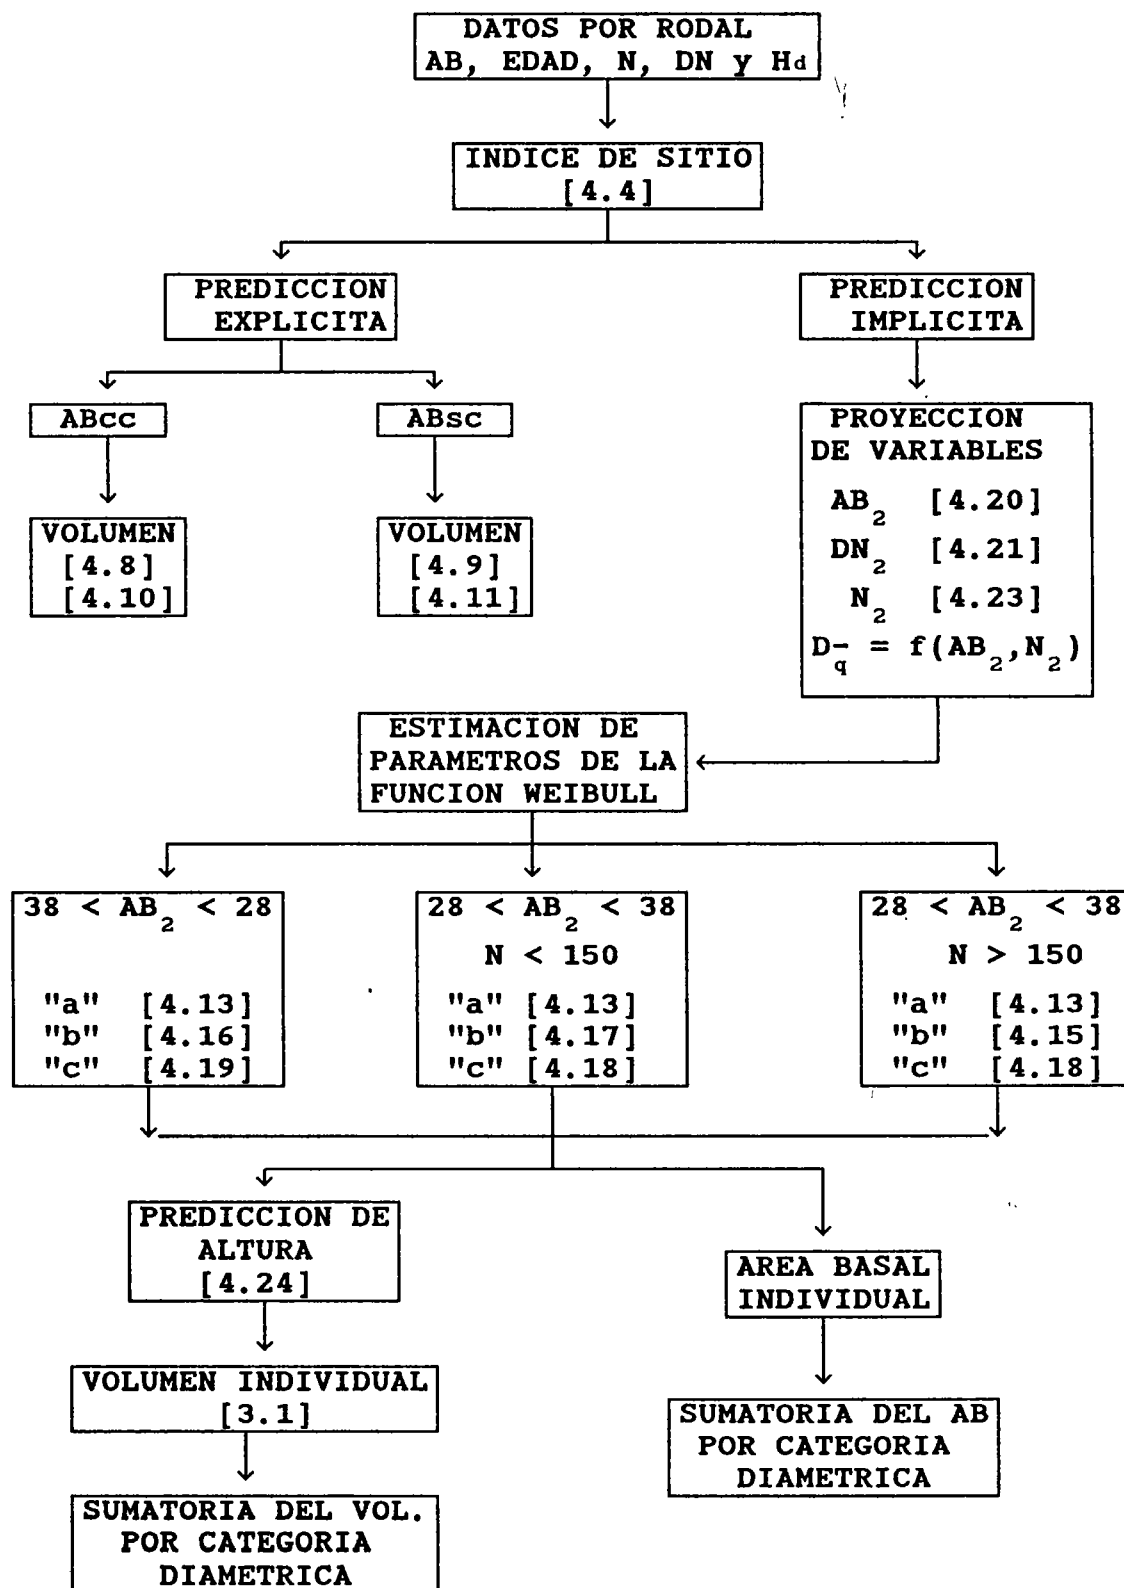 DATOS POR RODAL
AB, EDAD, N, DN y Hd
INDICE DE SITIO
[4.4]
PREDICCION
EXPLICITA
PREDICCION
IMPLICITA
ABcc
ABsc
VOLUMEN
[4.8]
[4.10]
VOLUMEN
[4.9]
[4.11]
PROYECCION
DE VARIABLES
AB2 [4.20]
DN2 [4.21]
N2 [4.23]
Dq̄ = f(AB2,N2)
ESTIMACION DE
PARAMETROS DE LA
FUNCION WEIBULL
38 < AB2 < 28
"a" [4.13]
"b" [4.16]
"c" [4.19]
28 < AB2 < 38
N < 150
"a" [4.13]
"b" [4.17]
"c" [4.18]
28 < AB2 < 38
N > 150
"a" [4.13]
"b" [4.15]
"c" [4.18]
PREDICCION DE
ALTURA
[4.24]
AREA BASAL
INDIVIDUAL
VOLUMEN INDIVIDUAL
[3.1]
SUMATORIA DEL AB
POR CATEGORIA
DIAMETRICA
SUMATORIA DEL VOL.
POR CATEGORIA
DIAMETRICA